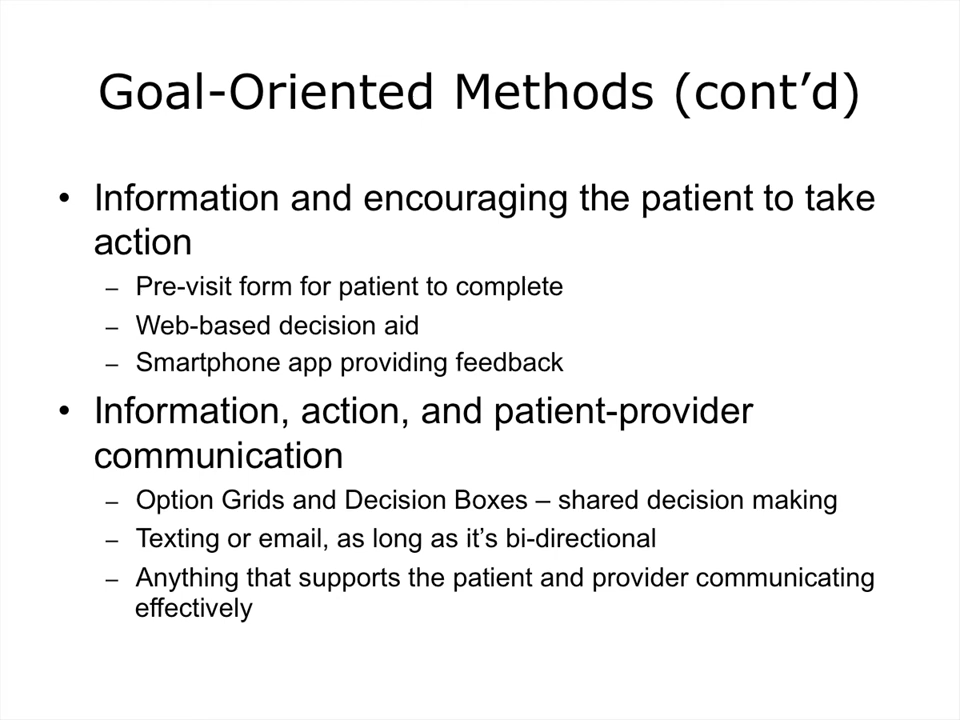 Goal-Oriented Methods (cont’d)
• Information and encouraging the patient to take
action
– Pre-visit form for patient to complete
– Web-based decision aid
– Smartphone app providing feedback
• Information, action, and patient-provider
communication
– Option Grids and Decision Boxes – shared decision making
– Texting or email, as long as it’s bi-directional
– Anything that supports the patient and provider communicating
effectively